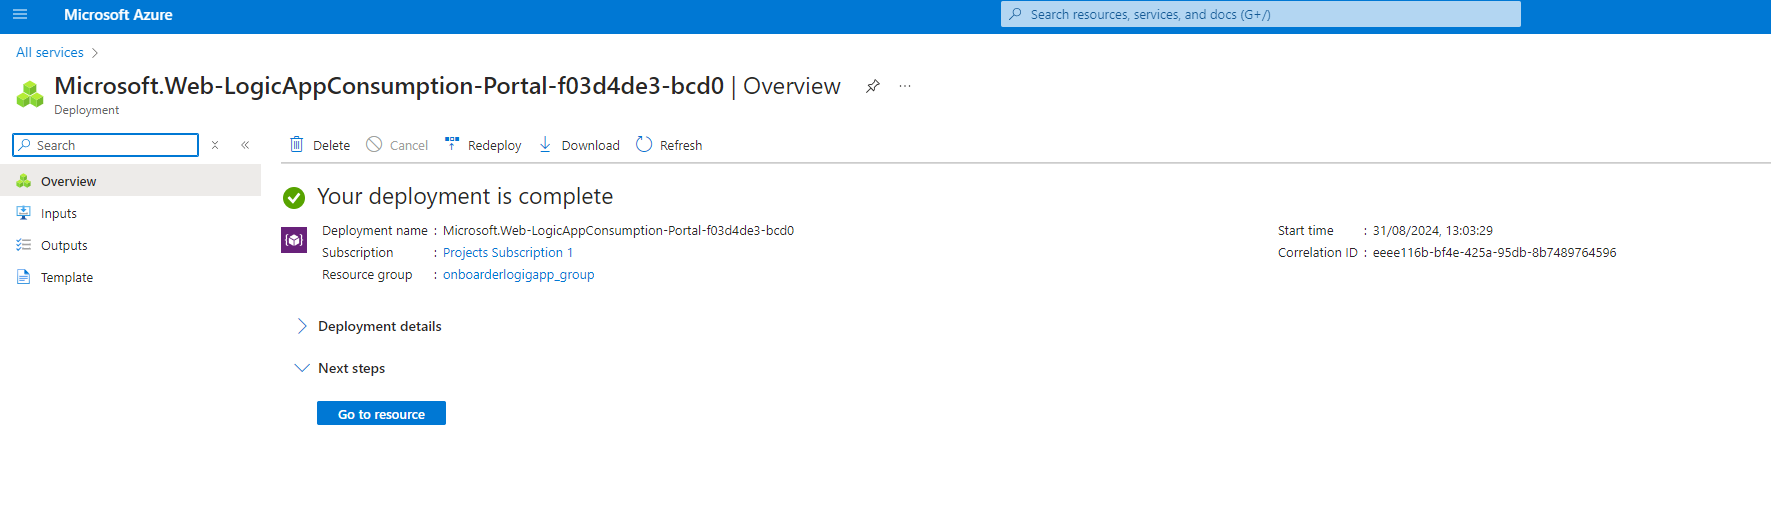 Microsoft Azure
Search resources, services, and docs (G+/)
All services
Microsoft.Web-LogicAppConsumption-Portal-f03d4de3-bcd0 | Overview
Deployment
Search
Delete
Cancel
Redeploy
Download
Refresh
Overview
Inputs
Outputs
Template
Your deployment is complete
Deployment name : Microsoft.Web-LogicAppConsumption-Portal-f03d4de3-bcd0
Subscription : Projects Subscription 1
Resource group : onboarderlogigapp_group
Start time : 31/08/2024, 13:03:29
Correlation ID : eeee116b-bf4e-425a-95db-8b7489764596
Deployment details
Next steps
Go to resource